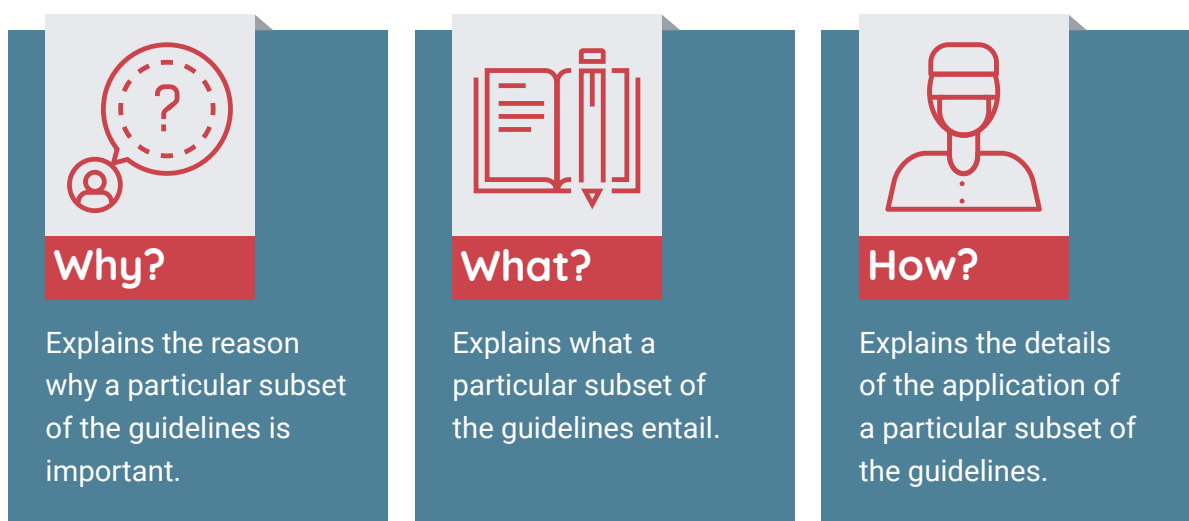 ?
Why?
Explains the reason
why a particular subset
of the guidelines is
important.
What?
Explains what a
particular subset of
the guidelines entail.
How?
Explains the details
of the application of
a particular subset of
the guidelines.